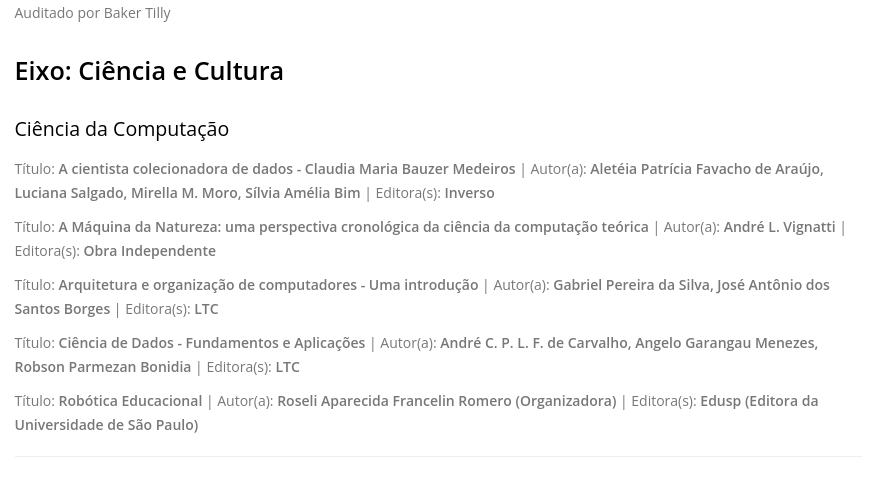 Auditado por Baker Tilly
Eixo: Ciência e Cultura
Ciência da Computação
Título: A cientista colecionadora de dados - Claudia Maria Bauzer Medeiros | Autor(a): Aletéia Patrícia Favacho de Araújo,
Luciana Salgado, Mirella M. Moro, Sílvia Amélia Bim | Editora(s): Inverso
Título: A Máquina da Natureza: uma perspectiva cronológica da ciência da computação teórica | Autor(a): André L. Vignatti |
Editora(s): Obra Independente
Título: Arquitetura e organização de computadores - Uma introdução | Autor(a): Gabriel Pereira da Silva, José Antônio dos
Santos Borges | Editora(s): LTC
Título: Ciência de Dados - Fundamentos e Aplicações | Autor(a): André C. P. L. F. de Carvalho, Angelo Garangau Menezes,
Robson Parmezan Bonidia | Editora(s): LTC
Título: Robótica Educacional | Autor(a): Roseli Aparecida Francelin Romero (Organizadora) | Editora(s): Edusp (Editora da
Universidade de São Paulo)